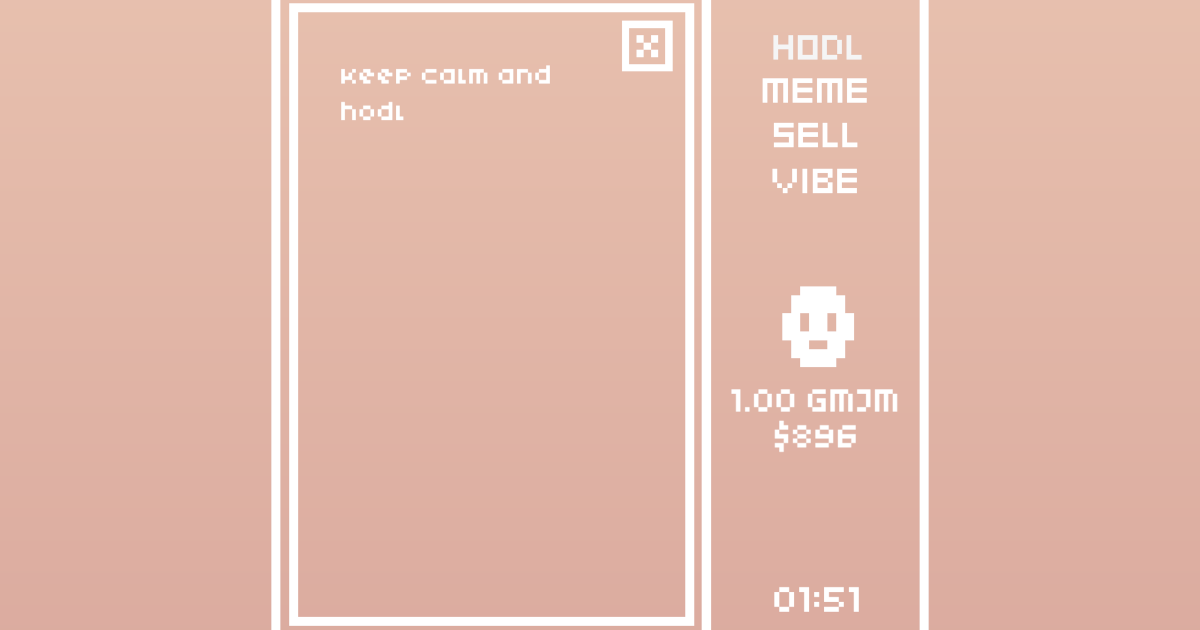 keep calm and
hodl
HODL
MEME
SELL
VIBE
1.00 GMJM
$896
01:51